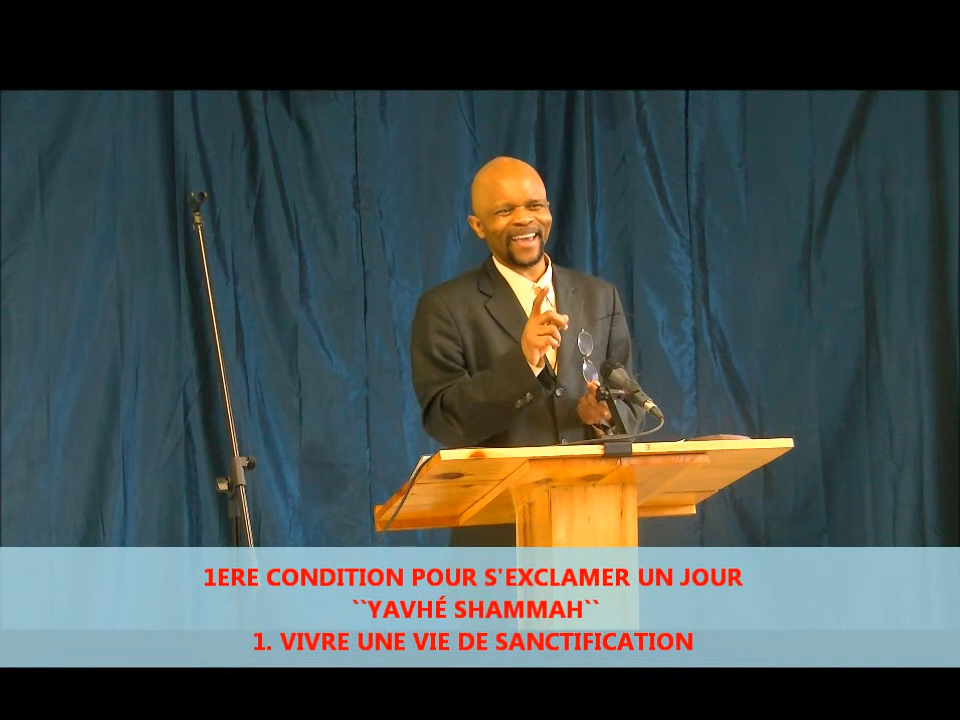 1ERE CONDITION POUR S'EXCLAMER UN JOUR
``YAVHÉ SHAMMAH``
1. VIVRE UNE VIE DE SANCTIFICATION